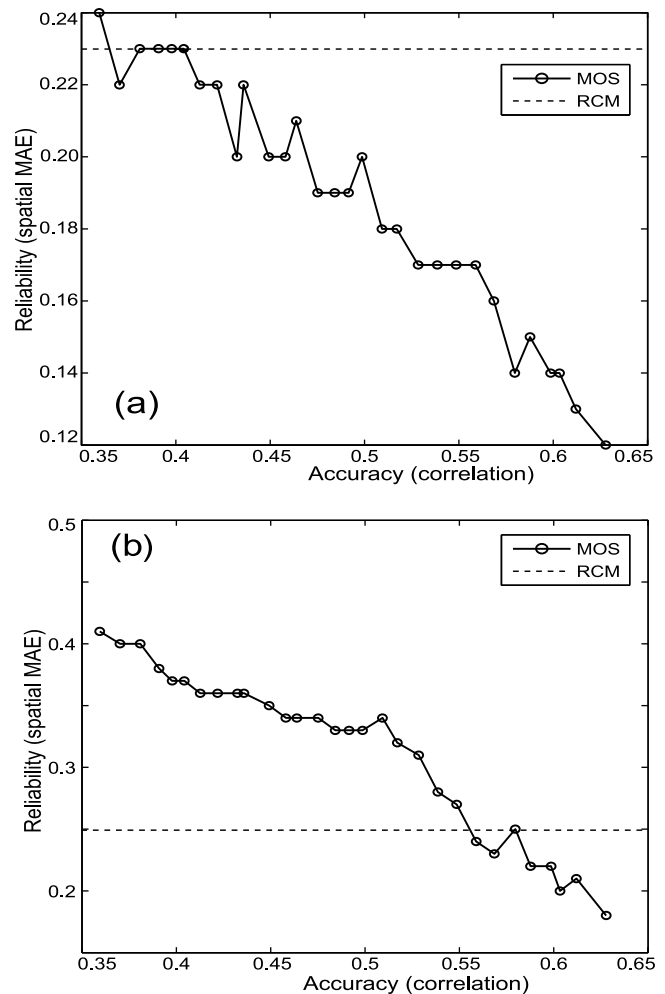 0.24
0.22
0.20
0.18
0.16
0.14
0.12
Reliability (spatial MAE)
MOS
RCM
(a)
0.35 0.4 0.45 0.5 0.55 0.6 0.65
Accuracy (correlation)
0.5
0.4
0.3
0.2
Reliability (spatial MAE)
(b)
MOS
RCM
0.35 0.4 0.45 0.5 0.55 0.6 0.65
Accuracy (correlation)